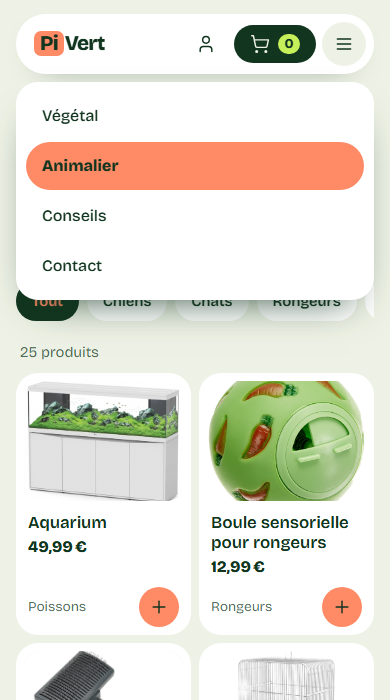 Pi Vert
0
Végétal
Animalier
Conseils
Contact
Tout Chiens Chats Rongeurs
25 produits
Aquarium
49,99 €
Poissons
Boule sensorielle
pour rongeurs
12,99 €
Rongeurs